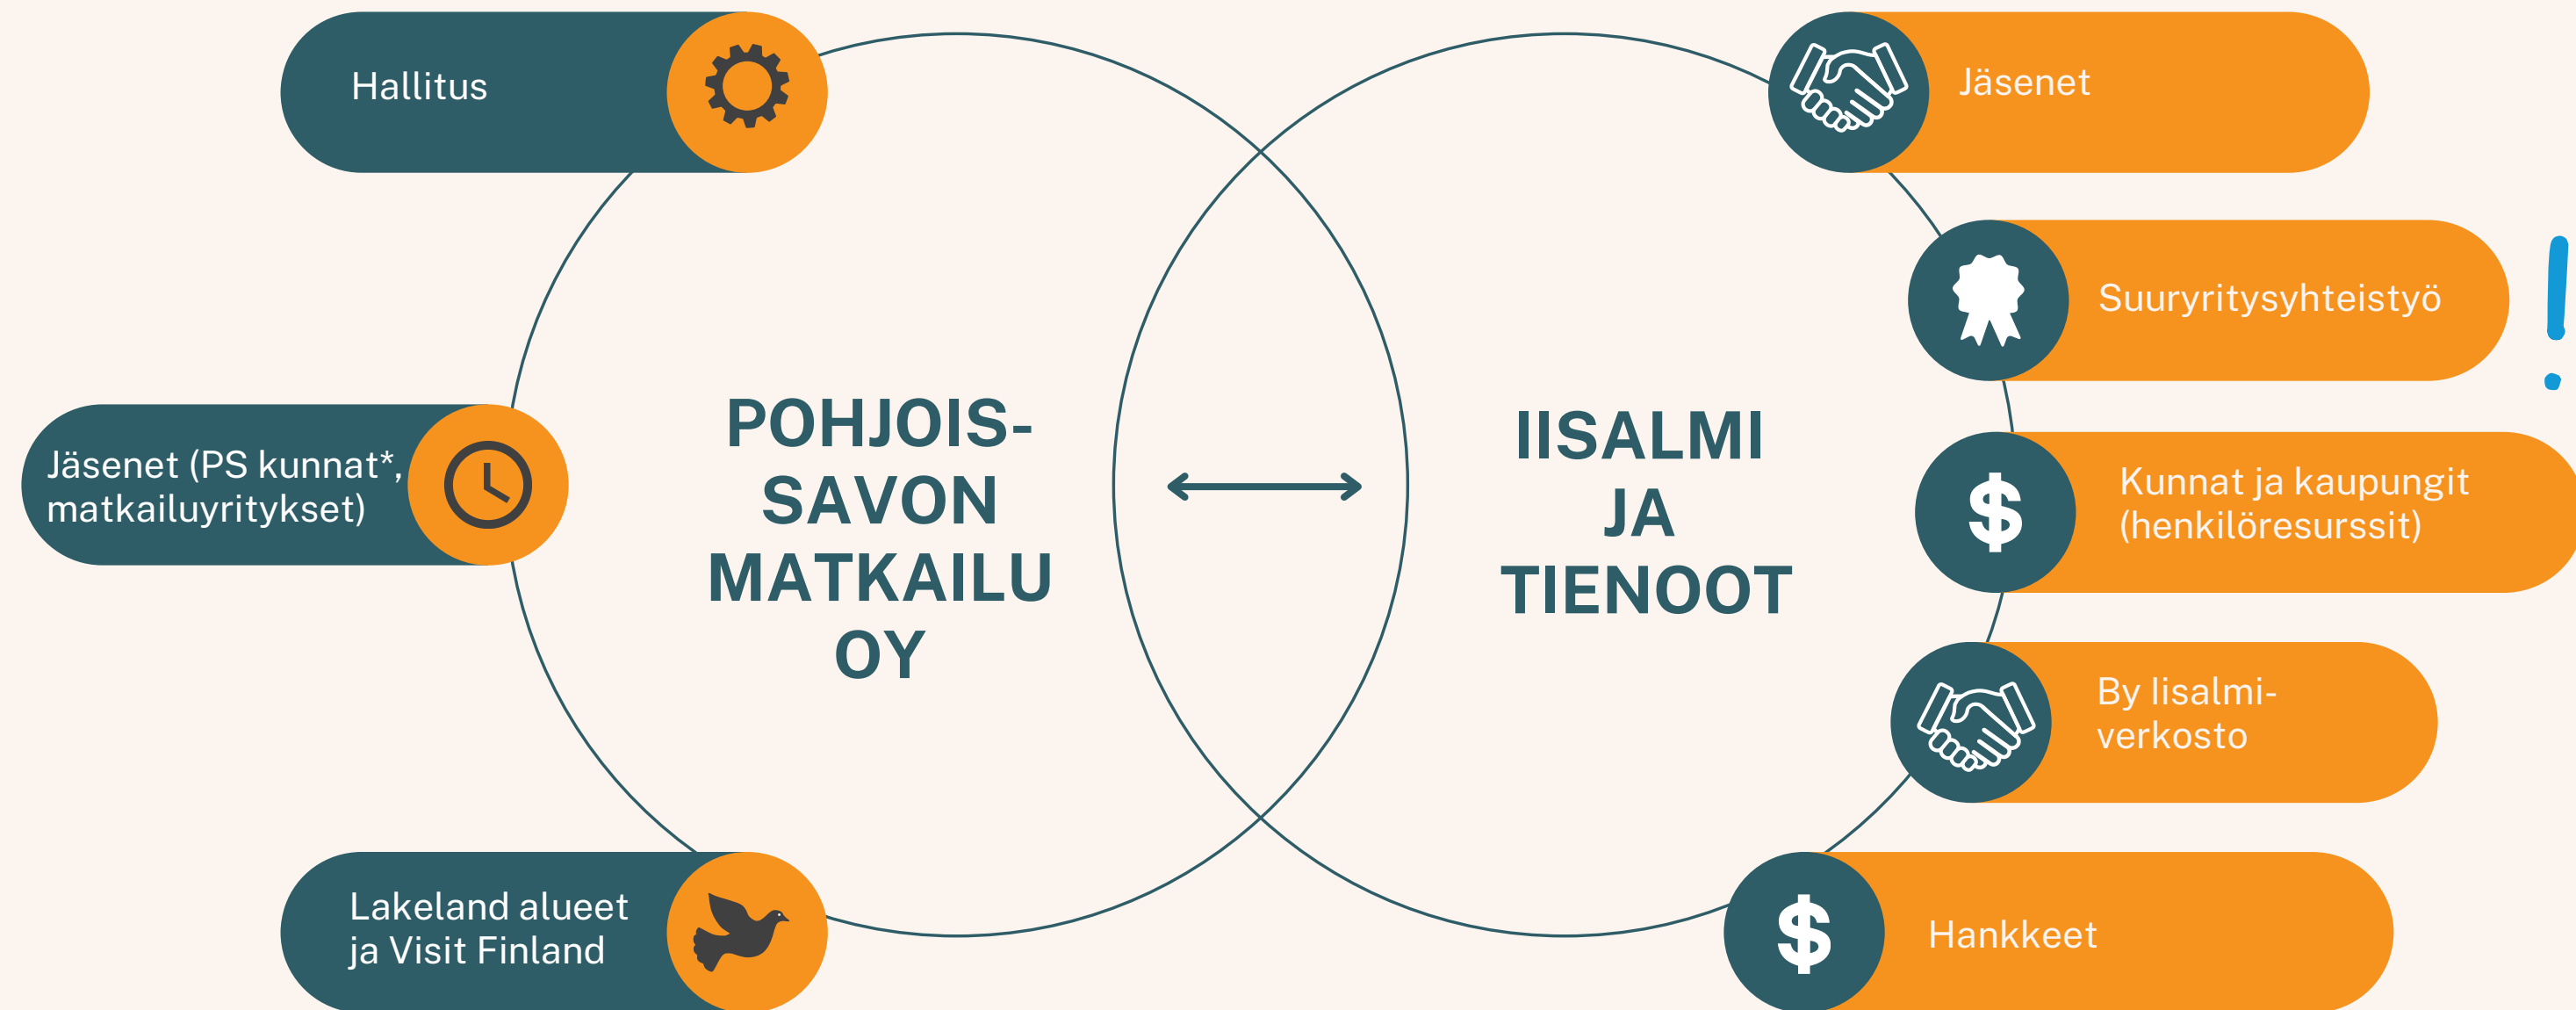 Hallitus
Jäsenet (PS kunnat*,
matkailuyritykset)
Lakeland alueet
ja Visit Finland
POHJOIS-
SAVON
MATKAILU
OY
IISALMI
JA
TIENOOT
Jäsenet
Suuryritysyhteistyö
!
Kunnat ja kaupungit
(henkilöresurssit)
By Iisalmi-
verkosto
Hankkeet